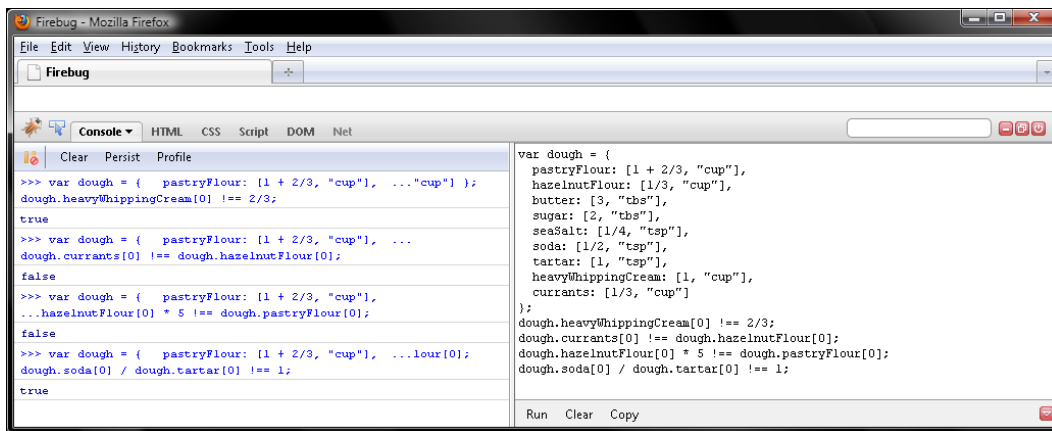 Firebug - Mozilla Firefox
File Edit View History Bookmarks Tools Help
Firebug
Console HTML CSS Script DOM Net
Clear Persist Profile
>>> var dough = { pastryFlour: [1 + 2/3, "cup"], ..."cup"] };
dough.heavyWhippingCream[0] !== 2/3;
true
>>> var dough = { pastryFlour: [1 + 2/3, "cup"], ...
dough.currants[0] !== dough.hazelnutFlour[0];
false
>>> var dough = { pastryFlour: [1 + 2/3, "cup"],
...hazelnutFlour[0] * 5 !== dough.pastryFlour[0];
false
>>> var dough = { pastryFlour: [1 + 2/3, "cup"], ...lour[0];
dough.soda[0] / dough.tartar[0] !== 1;
true
var dough = {
pastryFlour: [1 + 2/3, "cup"],
hazelnutFlour: [1/3, "cup"],
butter: [3, "tbs"],
sugar: [2, "tbs"],
seaSalt: [1/4, "tsp"],
soda: [1/2, "tsp"],
tartar: [1, "tsp"],
heavyWhippingCream: [1, "cup"],
currants: [1/3, "cup"]
};
dough.heavyWhippingCream[0] !== 2/3;
dough.currants[0] !== dough.hazelnutFlour[0];
dough.hazelnutFlour[0] * 5 !== dough.pastryFlour[0];
dough.soda[0] / dough.tartar[0] !== 1;
Run Clear Copy